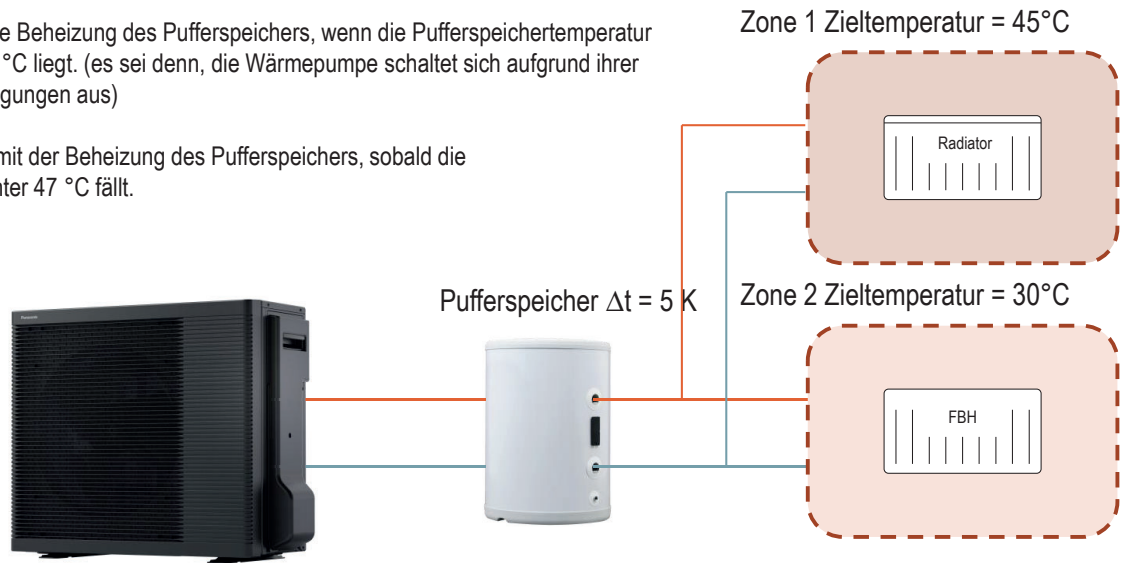 e Beheizung des Pufferspeichers, wenn die Pufferspeichertemperatur
°C liegt. (es sei denn, die Wärmepumpe schaltet sich aufgrund ihrer
gungen aus)
mit der Beheizung des Pufferspeichers, sobald die
nter 47 °C fällt.
Zone 1 Zieltemperatur = 45°C
Radiator
Pufferspeicher Δt = 5 K
Zone 2 Zieltemperatur = 30°C
FBH
Panasonic